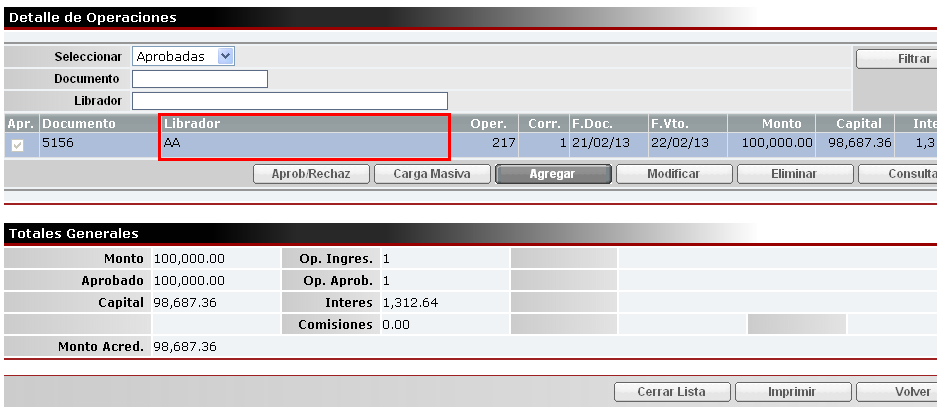 Detalle de Operaciones
Seleccionar Aprobadas Filtrar
Documento
Librador
Apr. Documento Librador Oper. Corr. F.Doc. F.Vto. Monto Capital Inte
5156 AA 217 1 21/02/13 22/02/13 100,000.00 98,687.36 1,3
Aprob/Rechaz Carga Masiva Agregar Modificar Eliminar Consulta
Totales Generales
Monto 100,000.00 Op. Ingres. 1
Aprobado 100,000.00 Op. Aprob. 1
Capital 98,687.36 Interes 1,312.64
Comisiones 0.00
Monto Acred. 98,687.36
Cerrar Lista Imprimir Volver